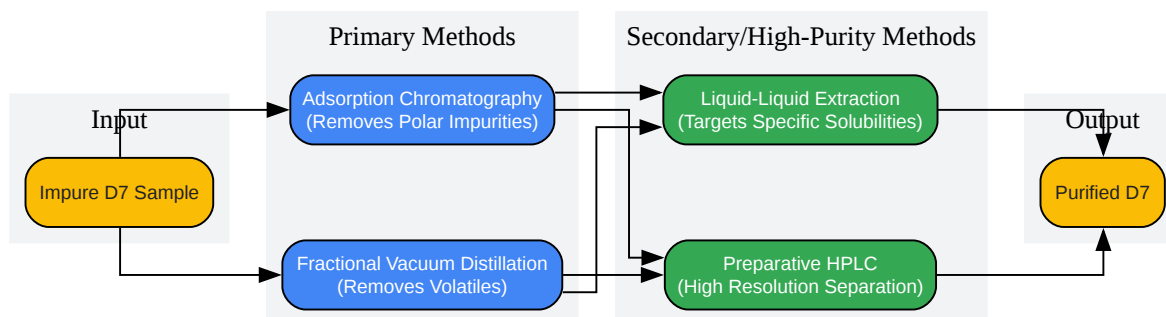 Primary Methods
Secondary/High-Purity Methods
Input
Output
Adsorption Chromatography
(Removes Polar Impurities)
Liquid-Liquid Extraction
(Targets Specific Solubilities)
Impure D7 Sample
Purified D7
Fractional Vacuum Distillation
(Removes Volatiles)
Preparative HPLC
(High Resolution Separation)